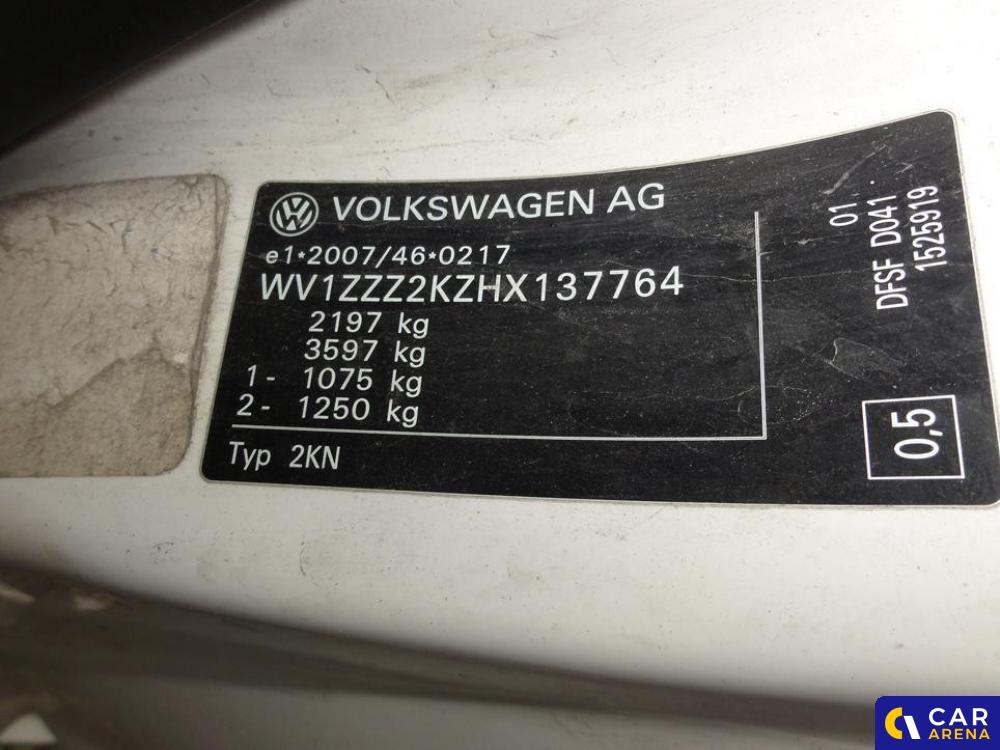 VOLKSWAGEN AG
e1*2007/46*0217
WV1ZZZ2KZHX137764
2197 kg
3597 kg
1- 1075 kg
2- 1250 kg
Typ 2KN
01
DFSF D041
1525919
0,5
CAR
ARENA